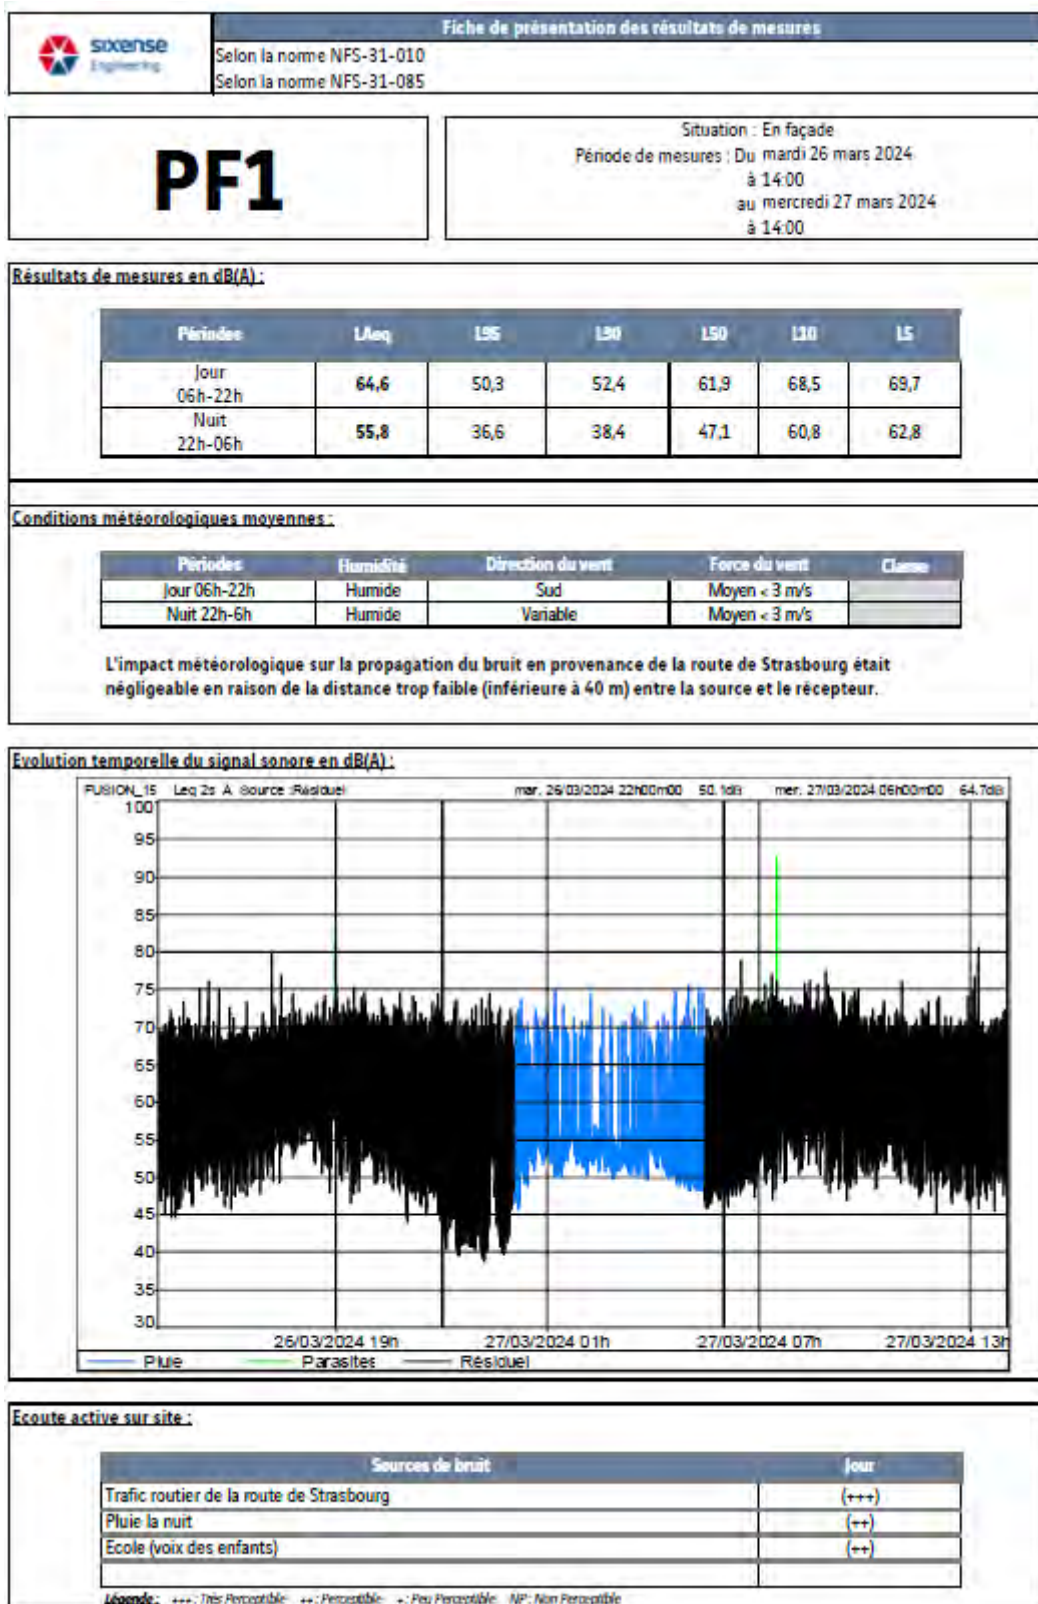 sixense
Engineering
Fiche de présentation des résultats de mesures
Selon la norme NFS-31-010
Selon la norme NFS-31-085
PF1
Situation : En façade
Période de mesures : Du mardi 26 mars 2024
à 14:00
au mercredi 27 mars 2024
à 14:00
Résultats de mesures en dB(A) :
Périodes LAeq L95 L90 L50 L10 L5
Jour
06h-22h 64,6 50,3 52,4 61,9 68,5 69,7
Nuit
22h-06h 55,8 36,6 38,4 47,1 60,8 62,8
Conditions météorologiques moyennes :
Périodes Humidité Direction du vent Force du vent Classe
Jour 06h-22h Humide Sud Moyen < 3 m/s
Nuit 22h-6h Humide Variable Moyen < 3 m/s
L'impact météorologique sur la propagation du bruit en provenance de la route de Strasbourg était
négligeable en raison de la distance trop faible (inférieure à 40 m) entre la source et le récepteur.
Evolution temporelle du signal sonore en dB(A) :
FUSION_15 Leq 2s A Source :Résiduel mar. 26/03/2024 22h00m00 50.1dB mer. 27/03/2024 06h00m00 64.7dB
100
95
90
85
80
75
70
65
60
55
50
45
40
35
30
26/03/2024 19h 27/03/2024 01h 27/03/2024 07h 27/03/2024 13h
Pluie Parasites Résiduel
Ecoute active sur site :
Sources de bruit Jour
Trafic routier de la route de Strasbourg (+++)
Pluie la nuit (++)
Ecole (voix des enfants) (++)
Légende : +++ : Très Perceptible ++ : Perceptible + : Peu Perceptible NP : Non Perceptible